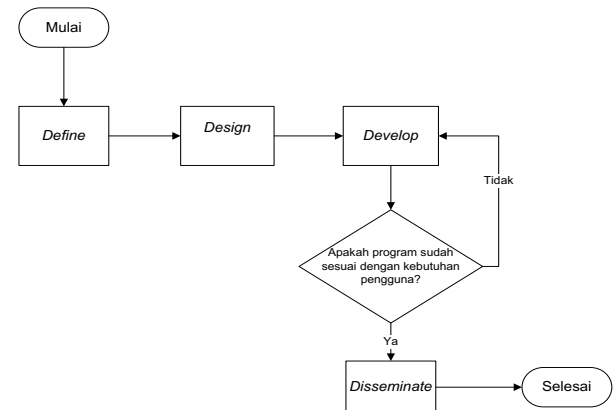 Mulai
Define
Design
Develop
Tidak
Apakah program sudah
sesuai dengan kebutuhan
pengguna?
Ya
Disseminate
Selesai